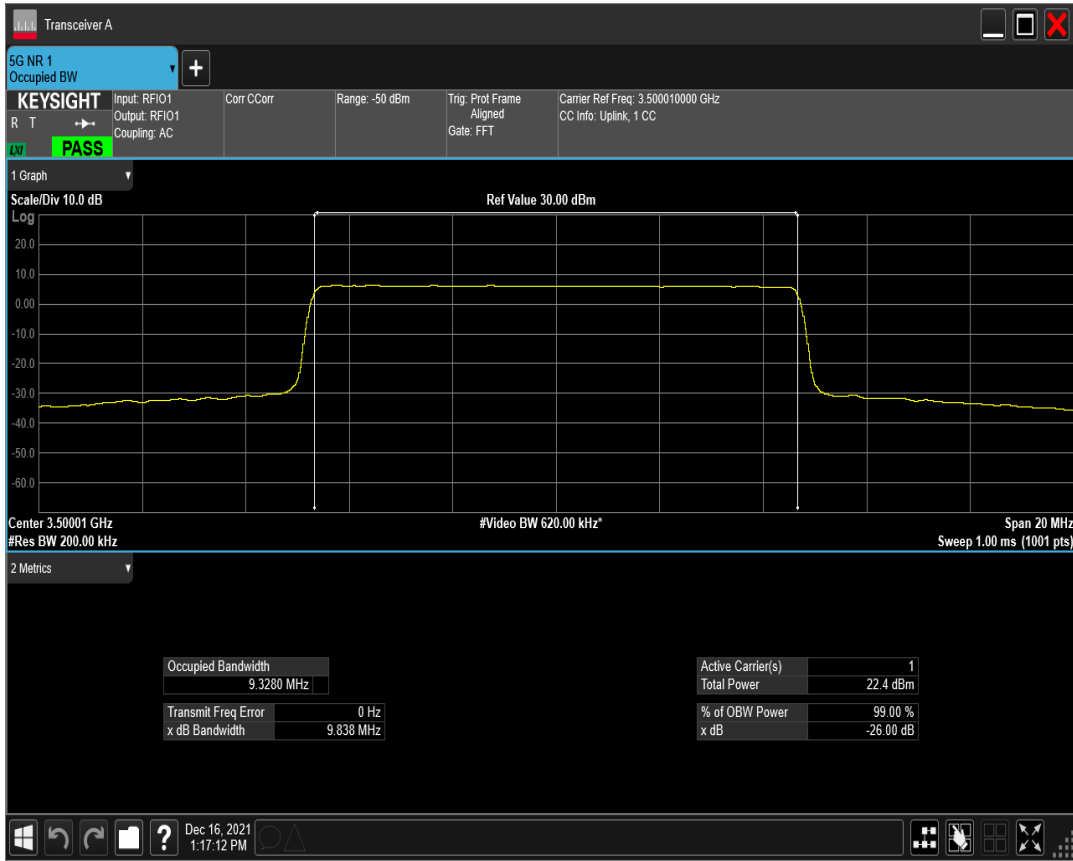 Transceiver A
5G NR 1
Occupied BW
+
KEYSIGHT
R T
LXI
PASS
Input: RFIO1
Output: RFIO1
Coupling: AC
Corr CCorr
Range: -50 dBm
Trig: Prot Frame
Aligned
Gate: FFT
Carrier Ref Freq: 3.500010000 GHz
CC Info: Uplink, 1 CC
1 Graph
Scale/Div 10.0 dB
Ref Value 30.00 dBm
Log
20.0
10.0
0.00
-10.0
-20.0
-30.0
-40.0
-50.0
-60.0
Center 3.50001 GHz
#Video BW 620.00 kHz*
Span 20 MHz
#Res BW 200.00 kHz
Sweep 1.00 ms (1001 pts)
2 Metrics
Occupied Bandwidth
9.3280 MHz
Transmit Freq Error 0 Hz
x dB Bandwidth 9.838 MHz
Active Carrier(s) 1
Total Power 22.4 dBm
% of OBW Power 99.00 %
x dB -26.00 dB
?
Dec 16, 2021
1:17:12 PM